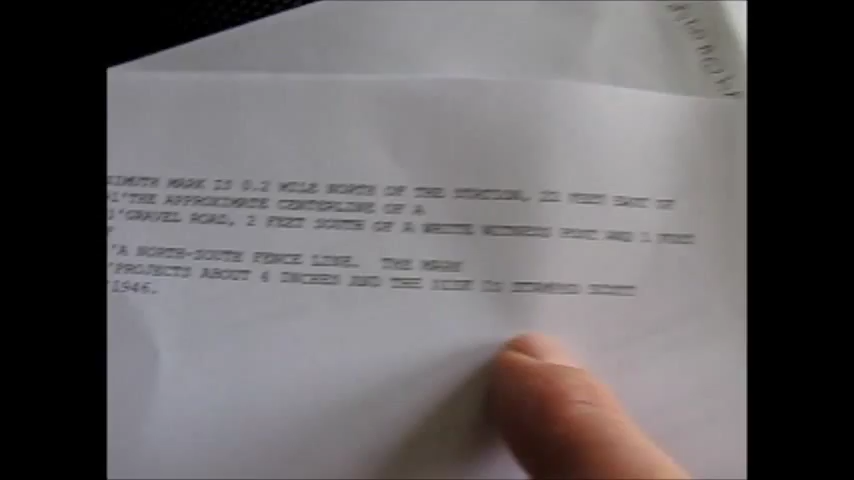 AZIMUTH MARK IS 0.2 MILE NORTH OF THE STATION, 21 FEET EAST OF
'THE APPROXIMATE CENTERLINE OF A
'GRAVEL ROAD, 2 FEET SOUTH OF A WHITE WITNESS POST AND 1 FEET
'A NORTH-SOUTH FENCE LINE. THE MARK
'PROJECTS ABOUT 4 INCHES AND THE DISK IS STAMPED
'1946.